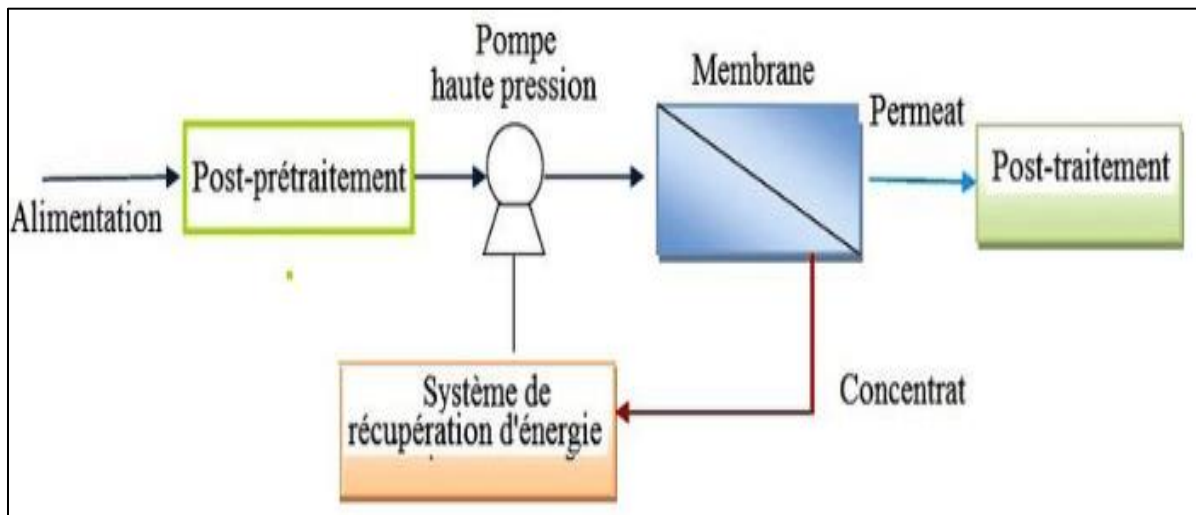 Pompe
haute pression
Membrane
Permeat
Alimentation
Post-prétraitement
Post-traitement
Système de
récupération d'énergie
Concentrat